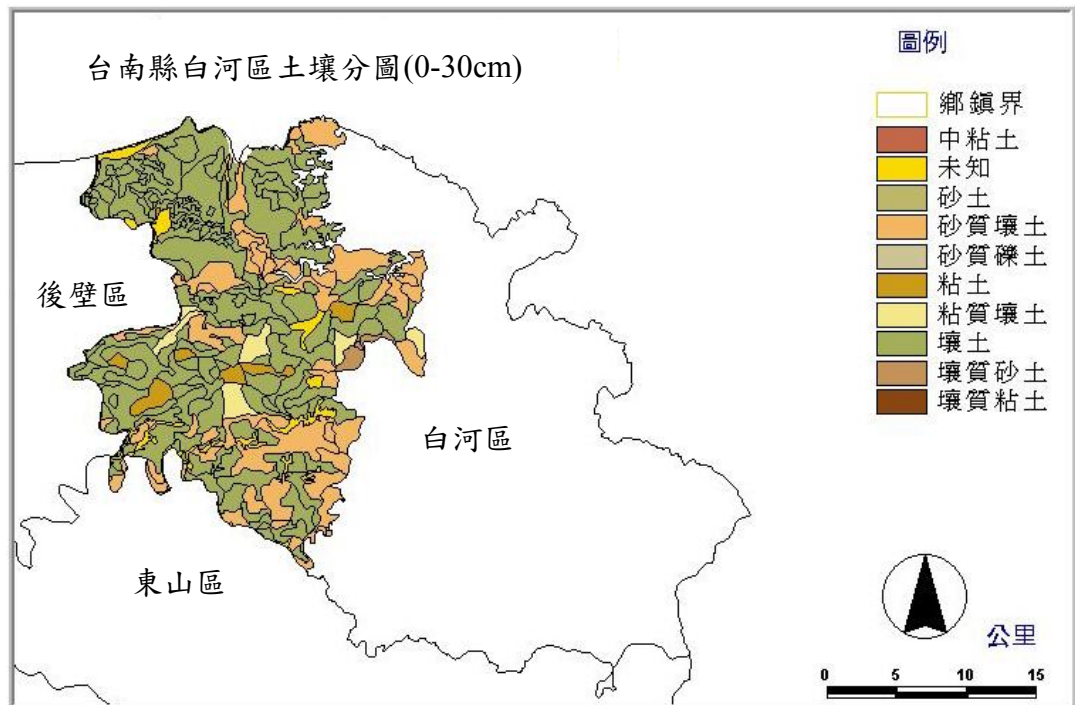 台南縣白河區土壤分圖(0-30cm)
圖例
鄉鎮界
中粘土
未知
砂土
砂質壤土
砂質礫土
粘土
粘質壤土
壤土
壤質砂土
壤質粘土
後壁區
白河區
東山區
公里
0 5 10 15